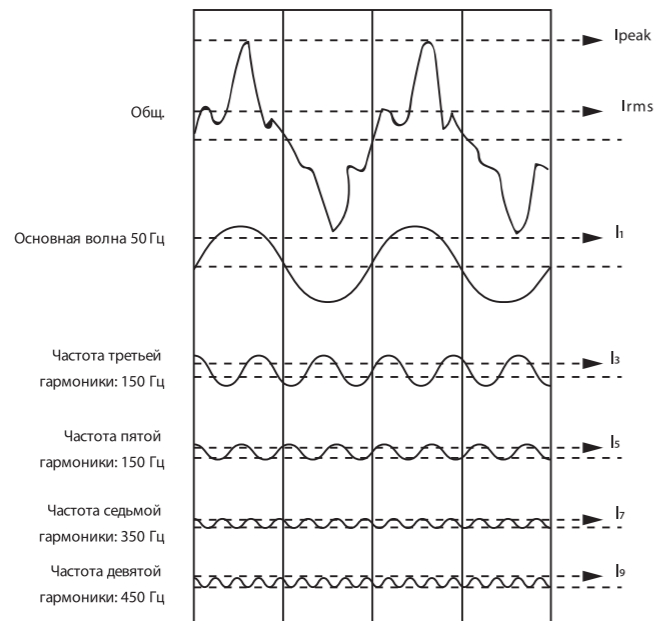 Ipeak
Общ.
Irms
Основная волна 50 Гц
I1
Частота третьей
гармоники: 150 Гц
I3
Частота пятой
гармоники: 150 Гц
I5
Частота седьмой
гармоники: 350 Гц
I7
Частота девятой
гармоники: 450 Гц
I9